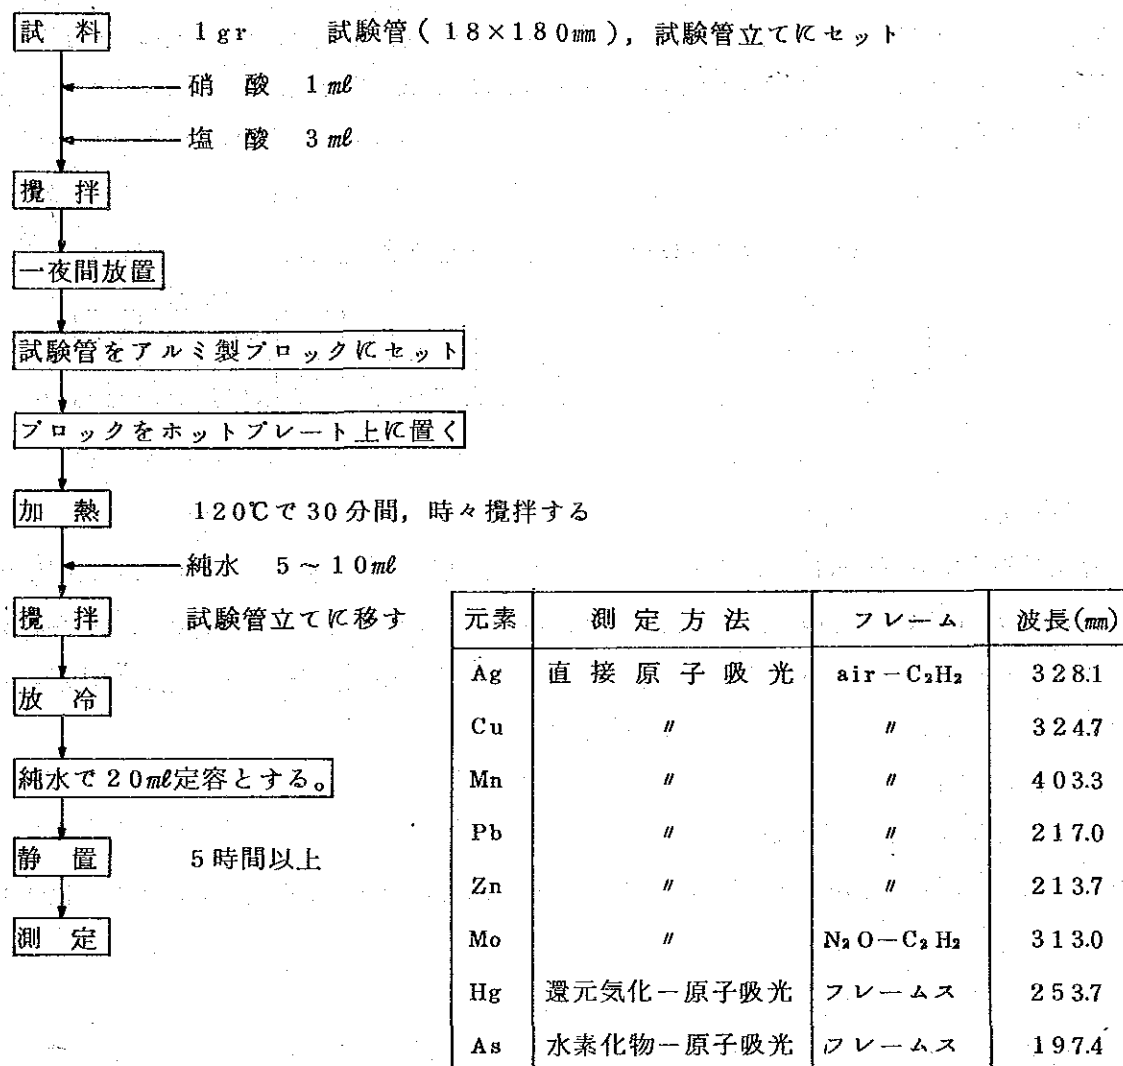 試料 1gr 試験管(18×180㎜),試験管立てにセット
硝酸 1mℓ
塩酸 3mℓ
攪拌
一夜間放置
試験管をアルミ製ブロックにセット
ブロックをホットプレート上に置く
加熱 120℃で30分間,時々攪拌する
純水 5~10mℓ
攪拌 試験管立てに移す
放冷
純水で20mℓ定容とする。
静置 5時間以上
測定
元素 測定方法 フレーム 波長(㎜)
Ag 直接原子吸光 air-C₂H₂ 328.1
Cu 〃 〃 324.7
Mn 〃 〃 403.3
Pb 〃 〃 217.0
Zn 〃 〃 213.7
Mo 〃 N₂O-C₂H₂ 313.0
Hg 還元気化-原子吸光 フレームス 253.7
As 水素化物-原子吸光 フレームス 197.4